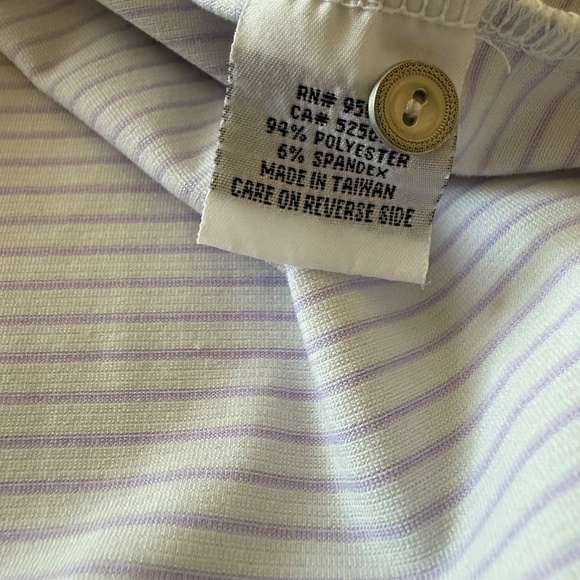 RN# 95
CA# 525
94% POLYESTER
6% SPANDEX
MADE IN TAIWAN
CARE ON REVERSE SIDE